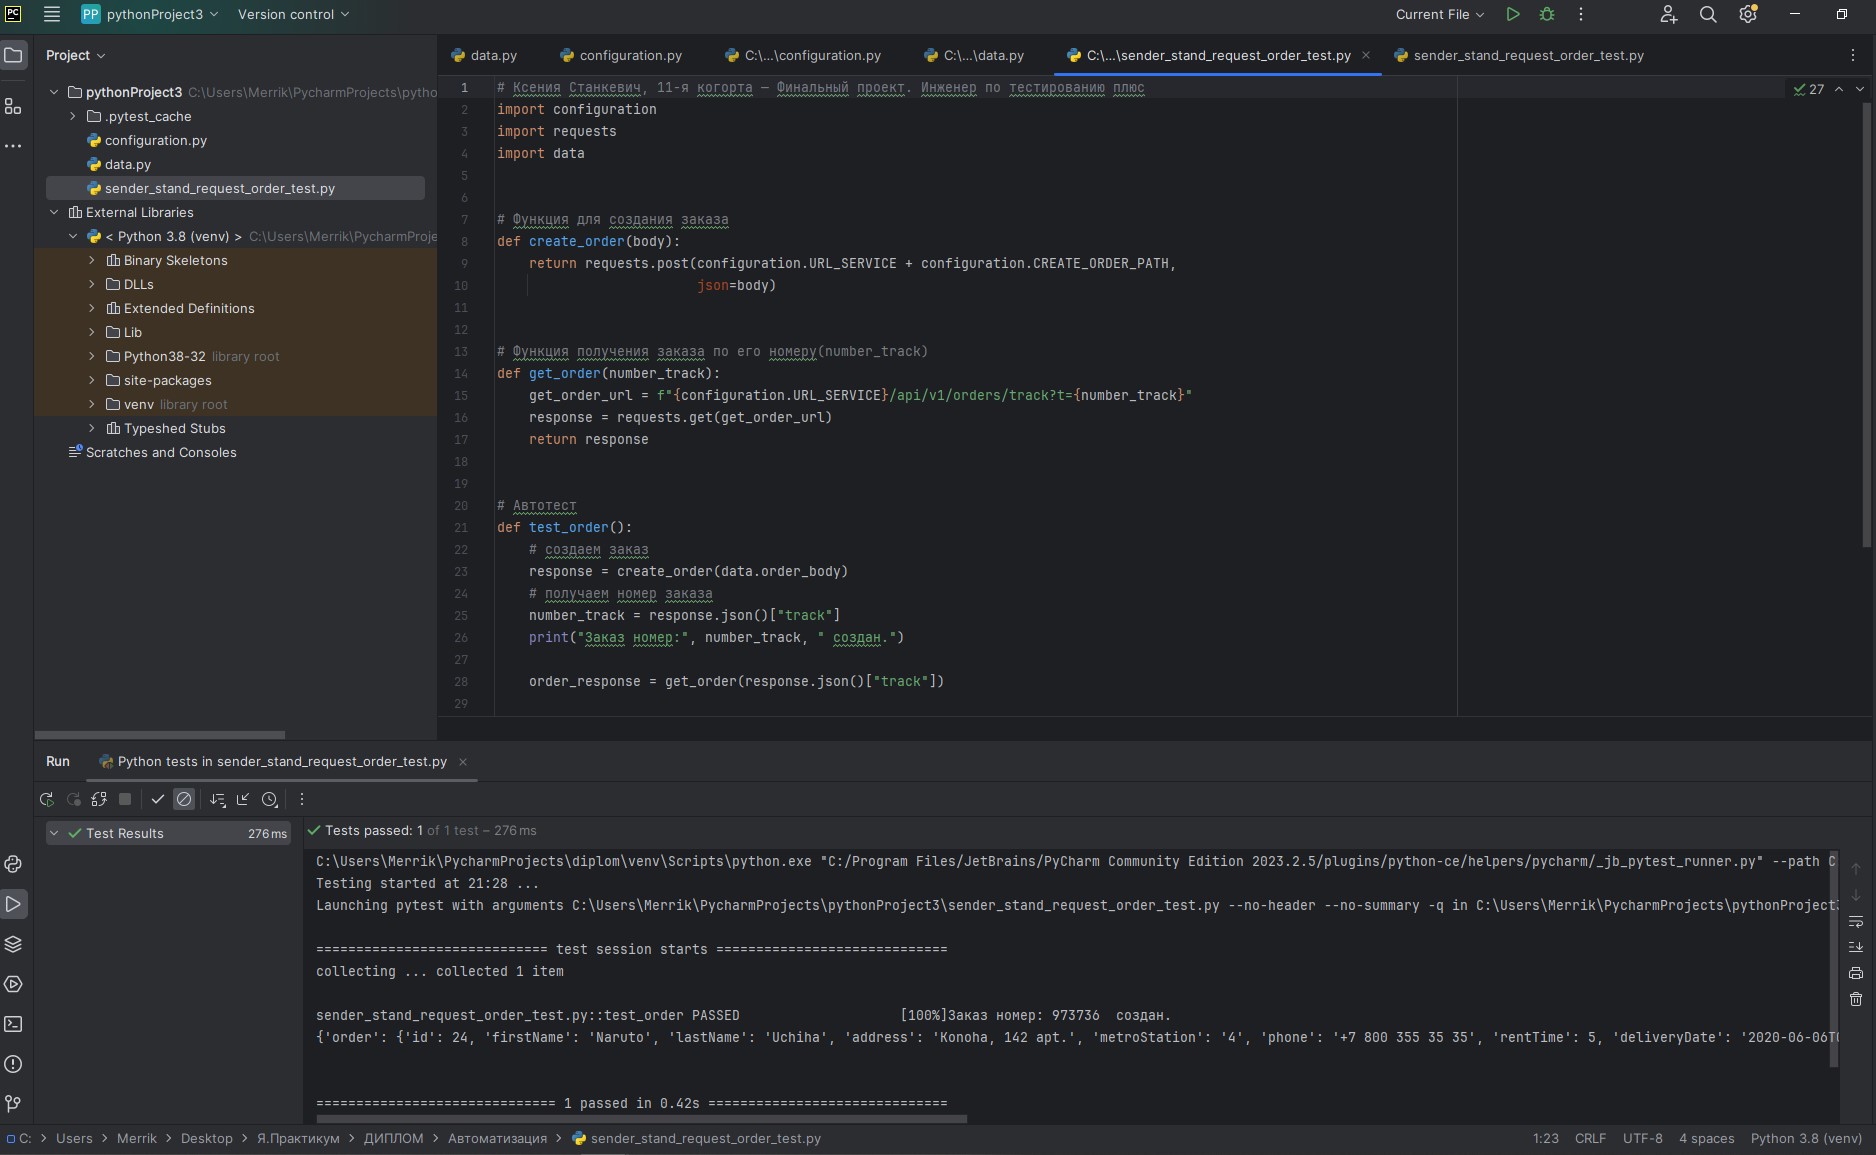 PC PP pythonProject3 Version control Current File
Project
pythonProject3 C:\Users\Merrik\PycharmProjects\pytho
.pytest_cache
configuration.py
data.py
sender_stand_request_order_test.py
External Libraries
< Python 3.8 (venv) > C:\Users\Merrik\PycharmProje
Binary Skeletons
DLLs
Extended Definitions
Lib
Python38-32 library root
site-packages
venv library root
Typeshed Stubs
Scratches and Consoles
data.py configuration.py C:\...\configuration.py C:\...\data.py C:\...\sender_stand_request_order_test.py sender_stand_request_order_test.py
27
1 # Ксения Станкевич, 11-я когорта — Финальный проект. Инженер по тестированию плюс
2 import configuration
3 import requests
4 import data
5
6
7 # Функция для создания заказа
8 def create_order(body):
9     return requests.post(configuration.URL_SERVICE + configuration.CREATE_ORDER_PATH,
10                          json=body)
11
12
13 # Функция получения заказа по его номеру(number_track)
14 def get_order(number_track):
15     get_order_url = f"{configuration.URL_SERVICE}/api/v1/orders/track?t={number_track}"
16     response = requests.get(get_order_url)
17     return response
18
19
20 # Автотест
21 def test_order():
22     # создаем заказ
23     response = create_order(data.order_body)
24     # получаем номер заказа
25     number_track = response.json()["track"]
26     print("Заказ номер:", number_track, " создан.")
27
28     order_response = get_order(response.json()["track"])
29
Run Python tests in sender_stand_request_order_test.py
Test Results 276 ms
Tests passed: 1 of 1 test – 276 ms
C:\Users\Merrik\PycharmProjects\diplom\venv\Scripts\python.exe "C:/Program Files/JetBrains/PyCharm Community Edition 2023.2.5/plugins/python-ce/helpers/pycharm/_jb_pytest_runner.py" --path C
Testing started at 21:28 ...
Launching pytest with arguments C:\Users\Merrik\PycharmProjects\pythonProject3\sender_stand_request_order_test.py --no-header --no-summary -q in C:\Users\Merrik\PycharmProjects\pythonProject3
============================= test session starts =============================
collecting ... collected 1 item
sender_stand_request_order_test.py::test_order PASSED                    [100%]Заказ номер: 973736  создан.
{'order': {'id': 24, 'firstName': 'Naruto', 'lastName': 'Uchiha', 'address': 'Konoha, 142 apt.', 'metroStation': '4', 'phone': '+7 800 355 35 35', 'rentTime': 5, 'deliveryDate': '2020-06-06T0
============================== 1 passed in 0.42s ==============================
C: > Users > Merrik > Desktop > Я.Практикум > ДИПЛОМ > Автоматизация > sender_stand_request_order_test.py 1:23 CRLF UTF-8 4 spaces Python 3.8 (venv)